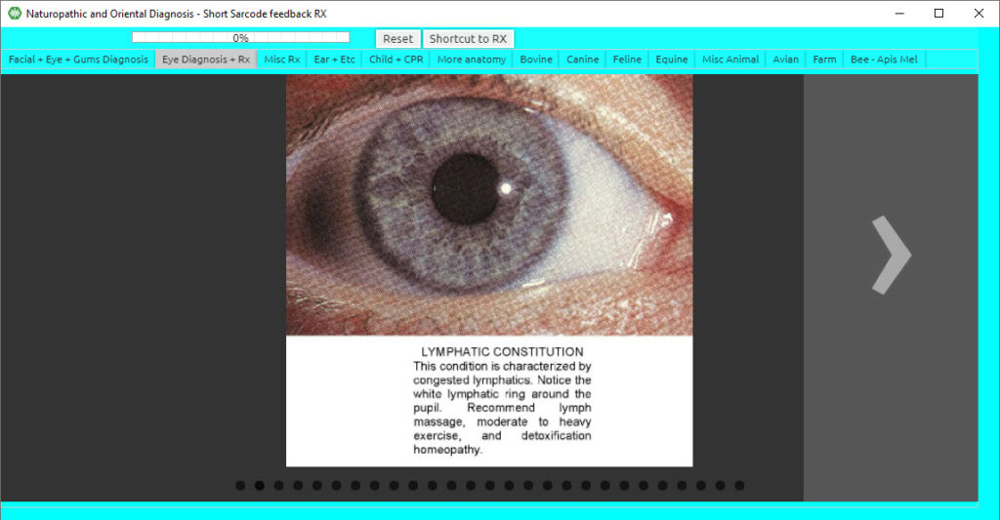 Naturopathic and Oriental Diagnosis - Short Sarcode feedback RX
0% Reset Shortcut to RX
Facial + Eye + Gums Diagnosis Eye Diagnosis + Rx Misc Rx Ear + Etc Child + CPR More anatomy Bovine Canine Feline Equine Misc Animal Avian Farm Bee - Apis Mel
LYMPHATIC CONSTITUTION
This condition is characterized by
congested lymphatics. Notice the
white lymphatic ring around the
pupil. Recommend lymph
massage, moderate to heavy
exercise, and detoxification
homeopathy.